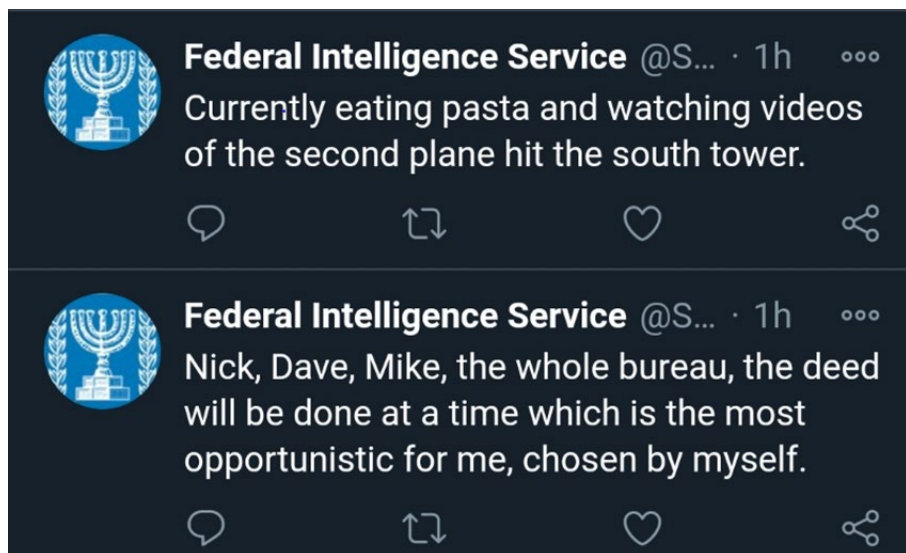 Federal Intelligence Service @S... · 1h
Currently eating pasta and watching videos
of the second plane hit the south tower.
Federal Intelligence Service @S... · 1h
Nick, Dave, Mike, the whole bureau, the deed
will be done at a time which is the most
opportunistic for me, chosen by myself.